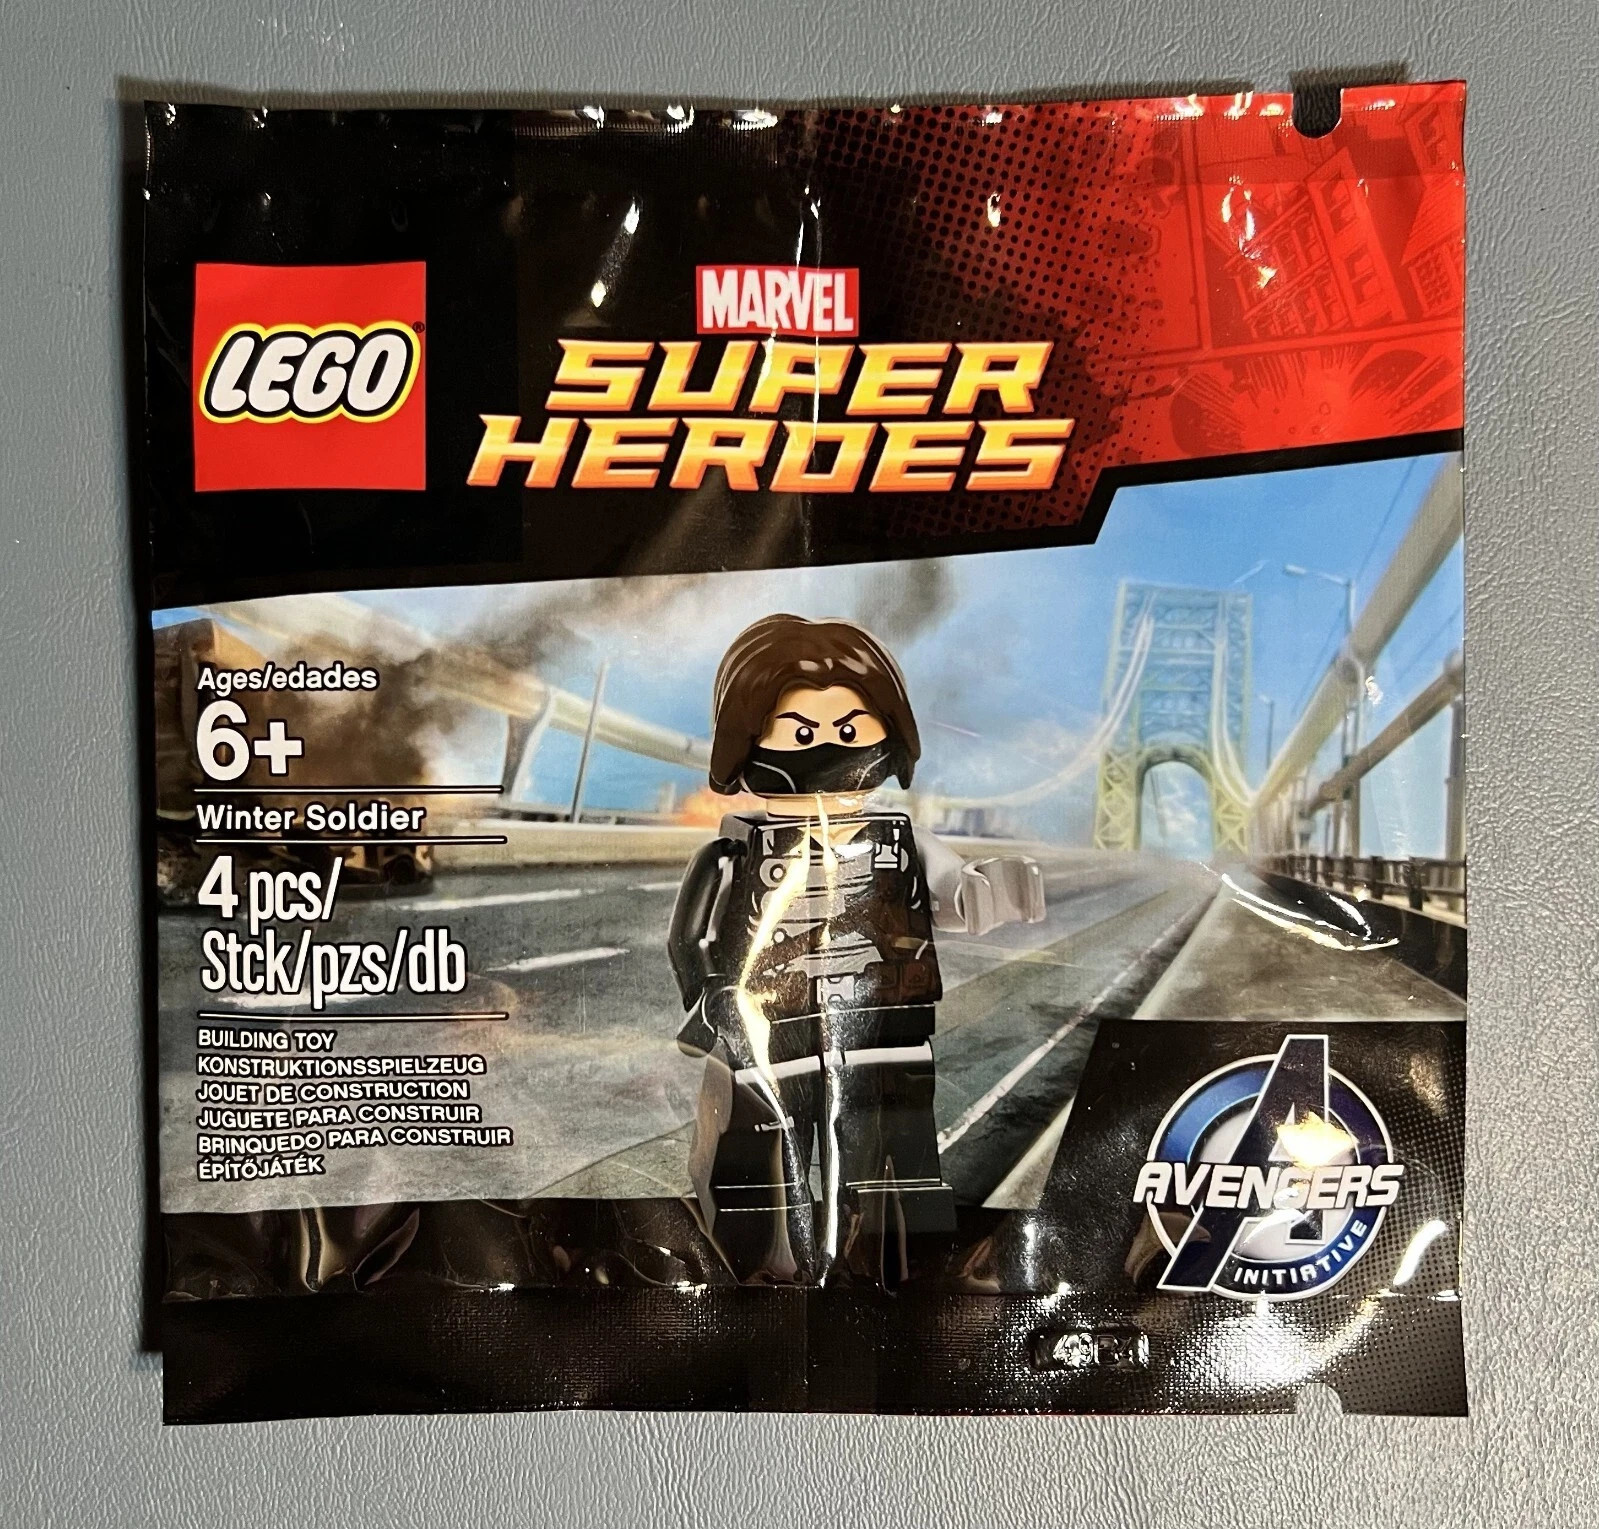 LEGO®
MARVEL
SUPER
HEROES
Ages/edades
6+
Winter Soldier
4 pcs/
Stck/pzs/db
BUILDING TOY
KONSTRUKTIONSSPIELZEUG
JOUET DE CONSTRUCTION
JUGUETE PARA CONSTRUIR
BRINQUEDO PARA CONSTRUIR
ÉPÍTŐJÁTÉK
A
AVENGERS
INITIATIVE